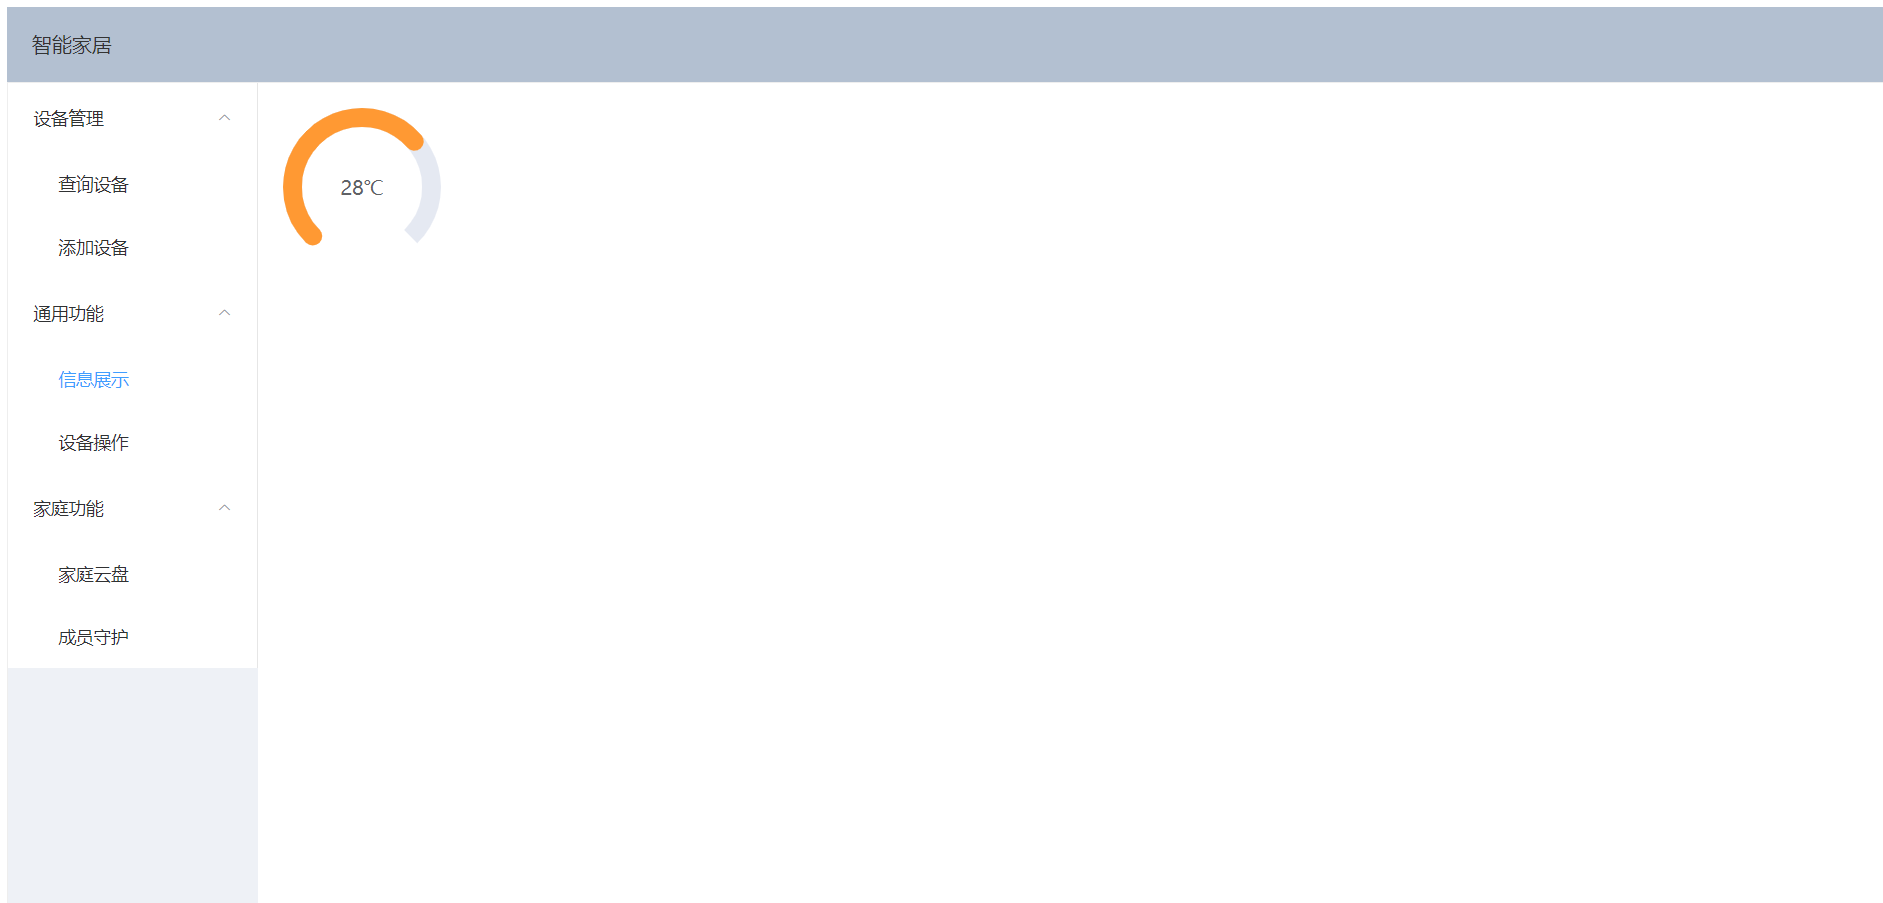 智能家居
设备管理
查询设备
添加设备
通用功能
信息展示
设备操作
家庭功能
家庭云盘
成员守护
28℃